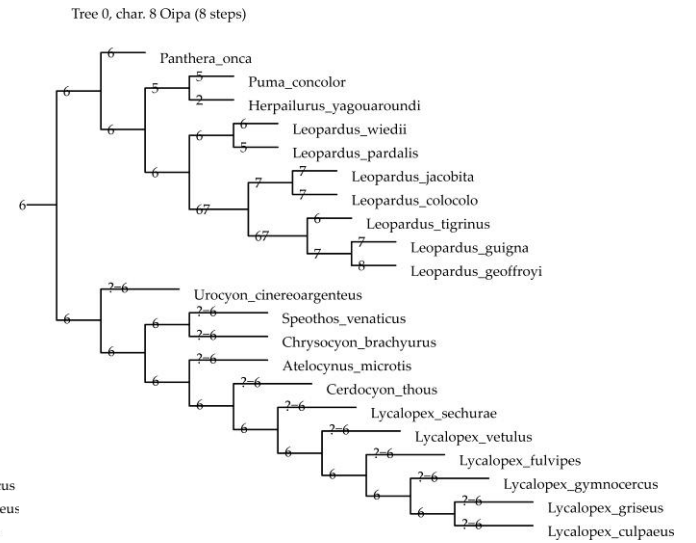 Tree 0, char. 8 Oipa (8 steps)
6
Panthera_onca
6
5
Puma_concolor
5
2
Herpailurus_yagouaroundi
6
Leopardus_wiedii
6
6
5
Leopardus_pardalis
6
7
Leopardus_jacobita
7
7
Leopardus_colocolo
6
67
6
Leopardus_tigrinus
67
7
Leopardus_guigna
7
8
Leopardus_geoffroyi
?=6
Urocyon_cinereoargenteus
6
?=6
Speothos_venaticus
6
?=6
Chrysocyon_brachyurus
6
?=6
Atelocynus_microtis
6
?=6
Cerdocyon_thous
6
?=6
Lycalopex_sechurae
6
?=6
Lycalopex_vetulus
6
?=6
Lycalopex_fulvipes
6
?=6
Lycalopex_gymnocercus
cus
6
?=6
Lycalopex_griseus
eus
6
?=6
Lycalopex_culpaeus